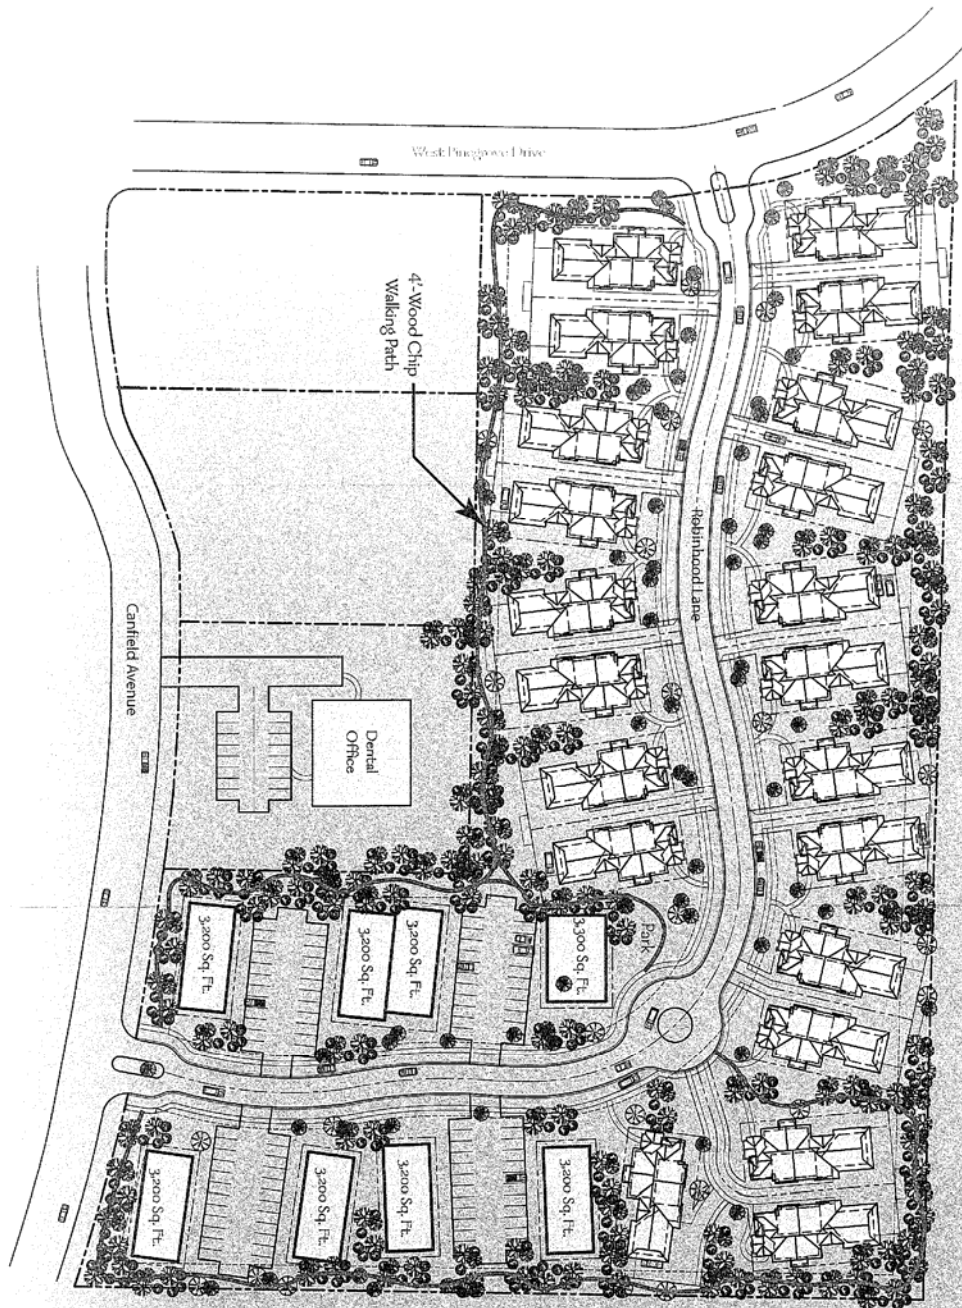 West Pinegrove Drive
4'-Wood Chip
Walking Path
Robinhood Lane
Canfield Avenue
Dental
Office
Park
3,200 Sq. Ft.
3,200 Sq. Ft.
3,200 Sq. Ft.
3,300 Sq. Ft.
3,200 Sq. Ft.
3,200 Sq. Ft.
3,200 Sq. Ft.
3,200 Sq. Ft.